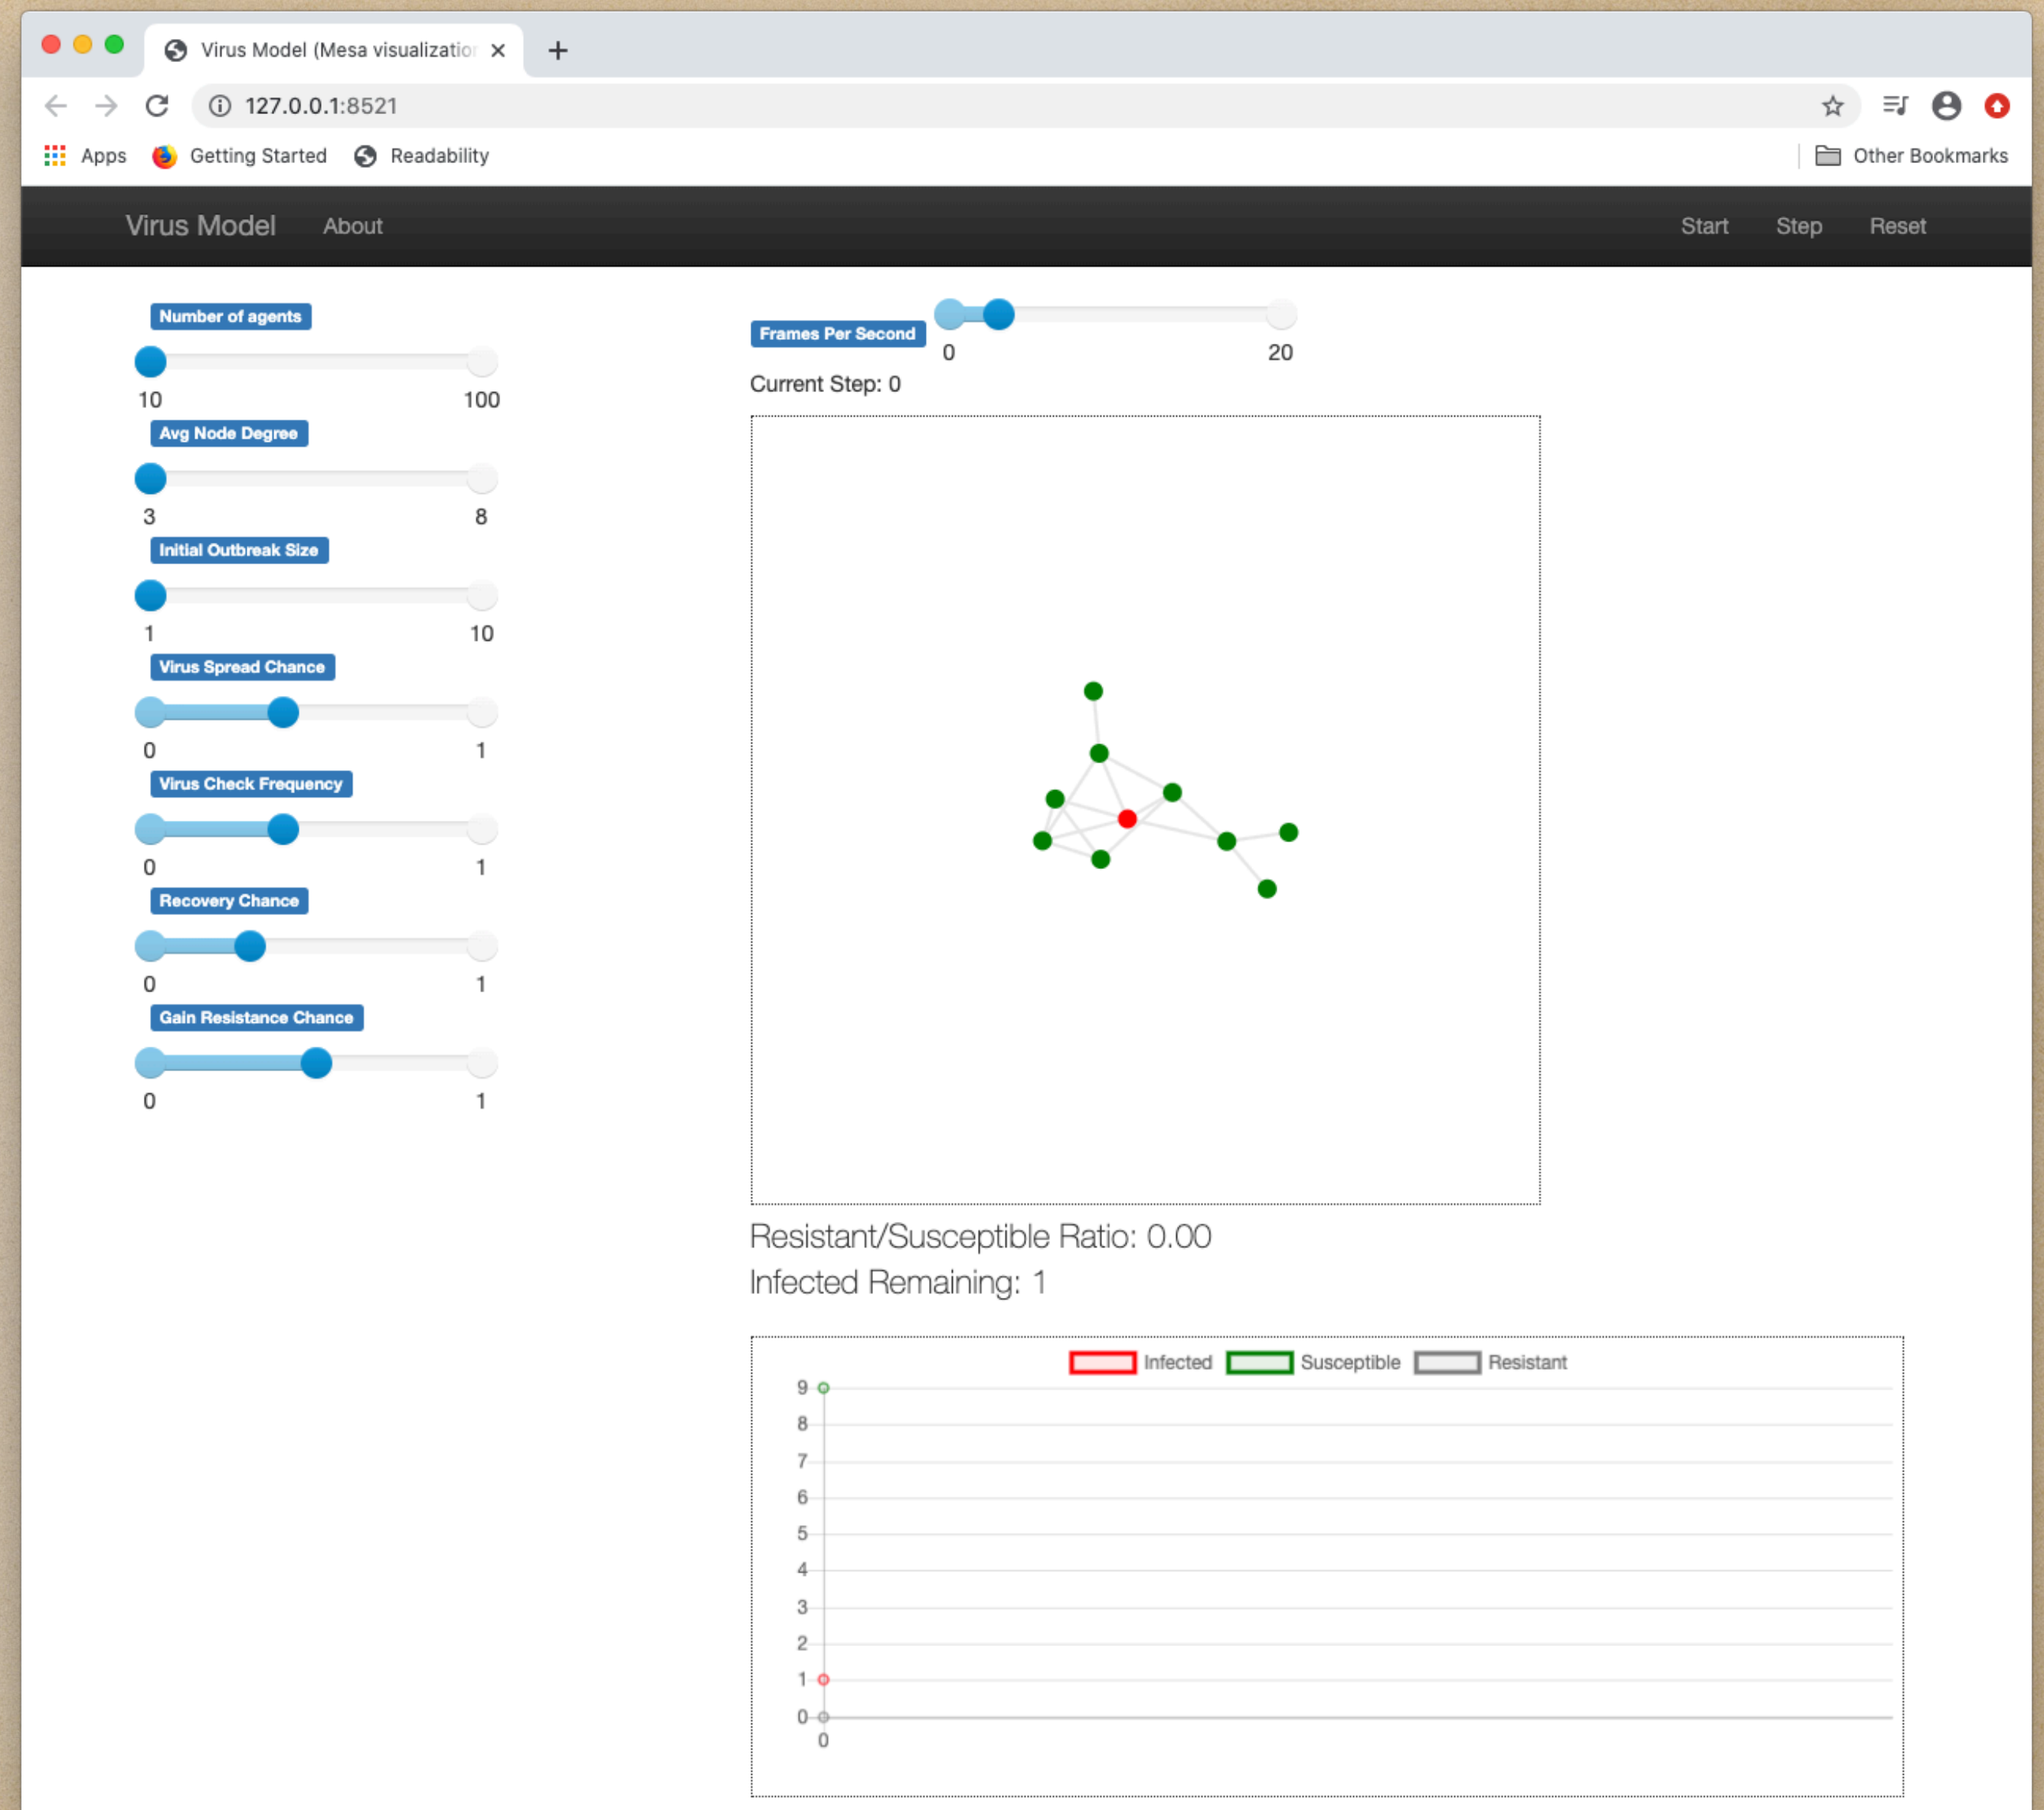 Virus Model (Mesa visualization
127.0.0.1:8521
Apps Getting Started Readability Other Bookmarks
Virus Model About Start Step Reset
Number of agents
10 100
Avg Node Degree
3 8
Initial Outbreak Size
1 10
Virus Spread Chance
0 1
Virus Check Frequency
0 1
Recovery Chance
0 1
Gain Resistance Chance
0 1
Frames Per Second
0 20
Current Step: 0
Resistant/Susceptible Ratio: 0.00
Infected Remaining: 1
Infected Susceptible Resistant
9
8
7
6
5
4
3
2
1
0
0